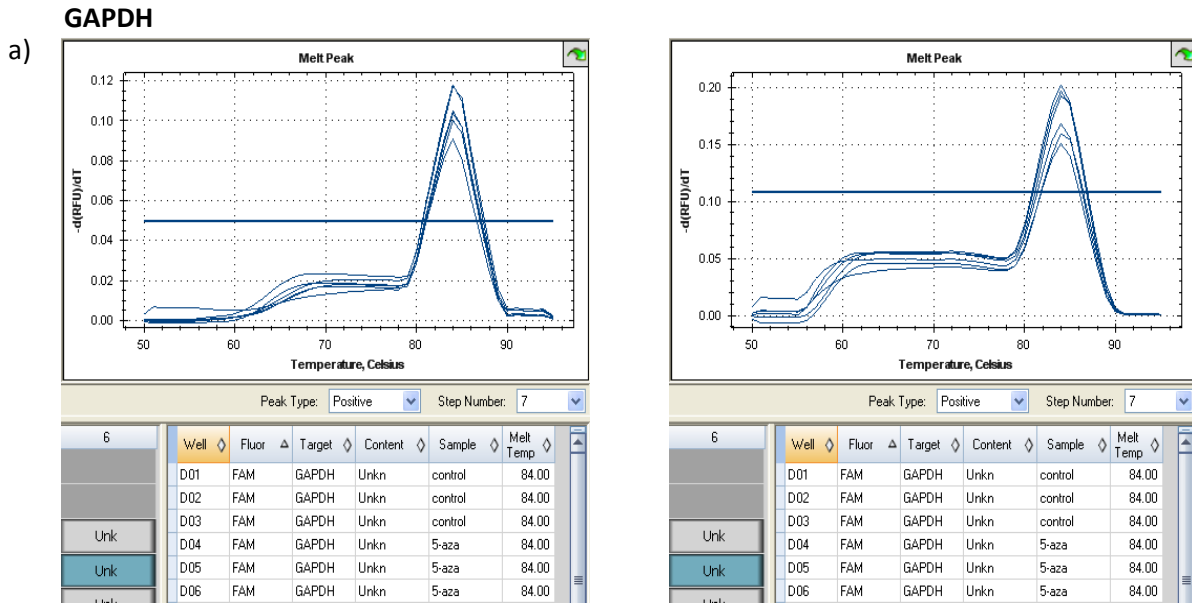 GAPDH
a)
Melt Peak
0.12
0.10
0.08
0.06
0.04
0.02
0.00
-d(RFU)/dT
50 60 70 80 90
Temperature, Celsius
Peak Type: Positive Step Number: 7
6 Well Fluor Target Content Sample Melt Temp
D01 FAM GAPDH Unkn control 84.00
D02 FAM GAPDH Unkn control 84.00
D03 FAM GAPDH Unkn control 84.00
Unk
D04 FAM GAPDH Unkn 5-aza 84.00
Unk
D05 FAM GAPDH Unkn 5-aza 84.00
D06 FAM GAPDH Unkn 5-aza 84.00
Melt Peak
0.20
0.15
0.10
0.05
0.00
-d(RFU)/dT
50 60 70 80 90
Temperature, Celsius
Peak Type: Positive Step Number: 7
6 Well Fluor Target Content Sample Melt Temp
D01 FAM GAPDH Unkn control 84.00
D02 FAM GAPDH Unkn control 84.00
D03 FAM GAPDH Unkn control 84.00
Unk
D04 FAM GAPDH Unkn 5-aza 84.00
Unk
D05 FAM GAPDH Unkn 5-aza 84.00
D06 FAM GAPDH Unkn 5-aza 84.00